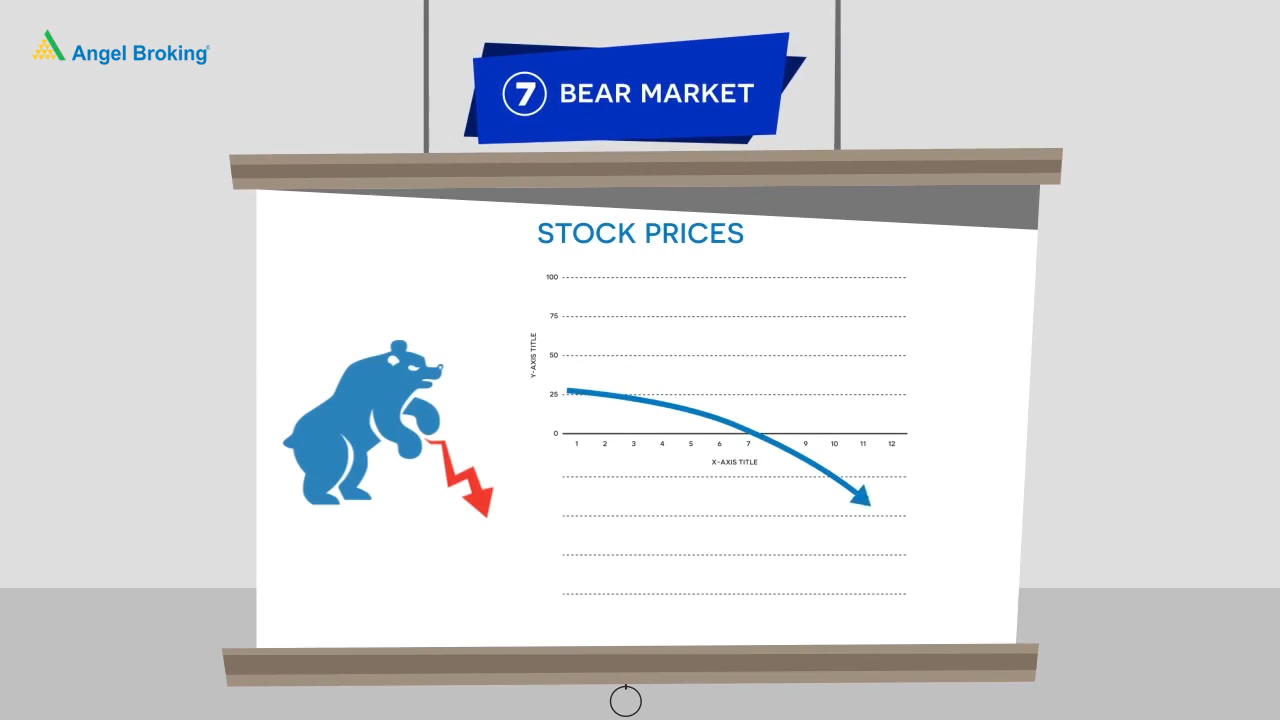 Angel Broking
7 BEAR MARKET
STOCK PRICES
100
75
50
25
0
Y-AXIS TITLE
1 2 3 4 5 6 7 9 10 11 12
X-AXIS TITLE